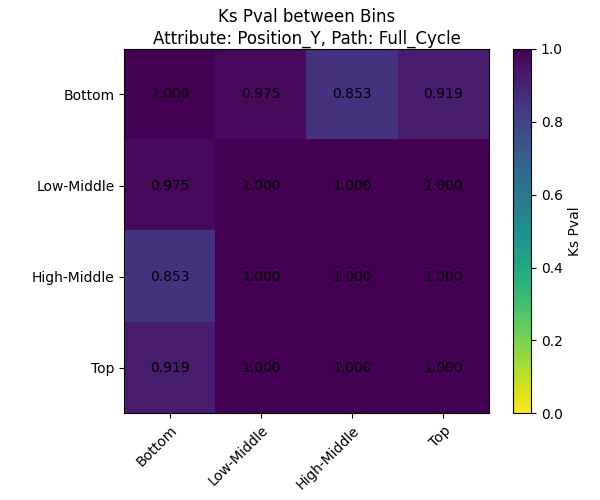 Ks Pval between Bins
Attribute: Position_Y, Path: Full_Cycle
Bottom 1.000 0.975 0.853 0.919
Low-Middle 0.975 1.000 1.000 1.000
High-Middle 0.853 1.000 1.000 1.000
Top 0.919 1.000 1.000 1.000
Bottom Low-Middle High-Middle Top
1.0
0.8
0.6
0.4
0.2
0.0
Ks Pval